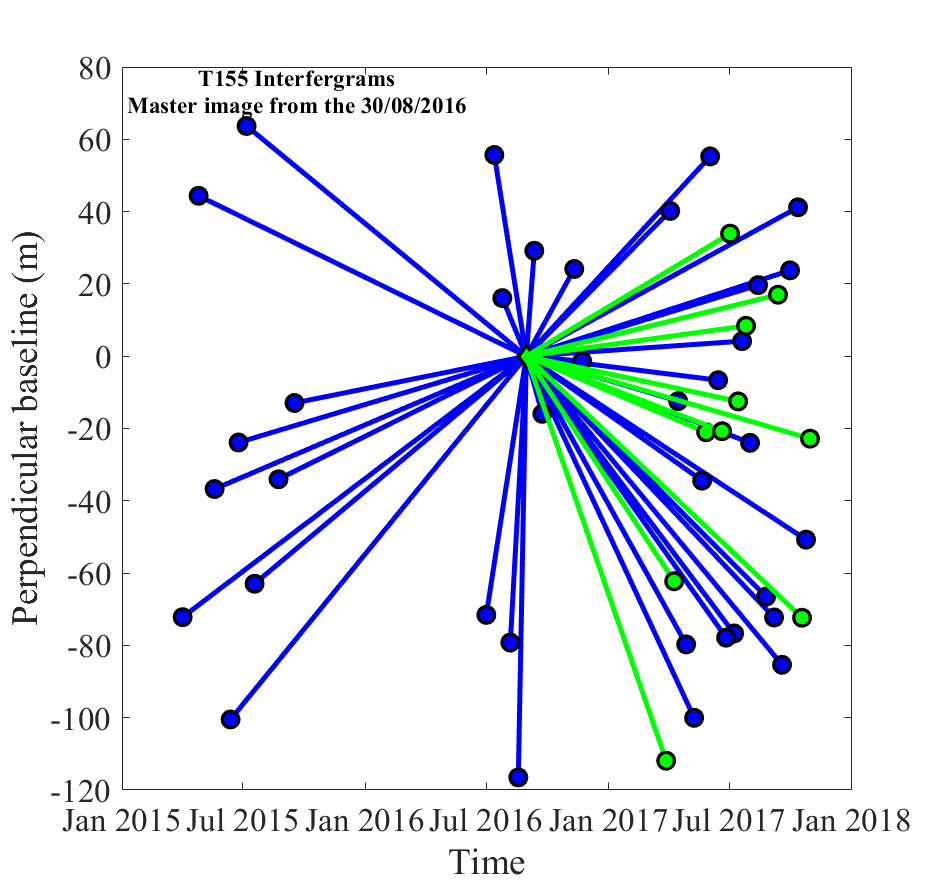 T155 Interfergrams
Master image from the 30/08/2016
Perpendicular baseline (m)
80
60
40
20
0
-20
-40
-60
-80
-100
-120
Jan 2015 Jul 2015 Jan 2016 Jul 2016 Jan 2017 Jul 2017 Jan 2018
Time